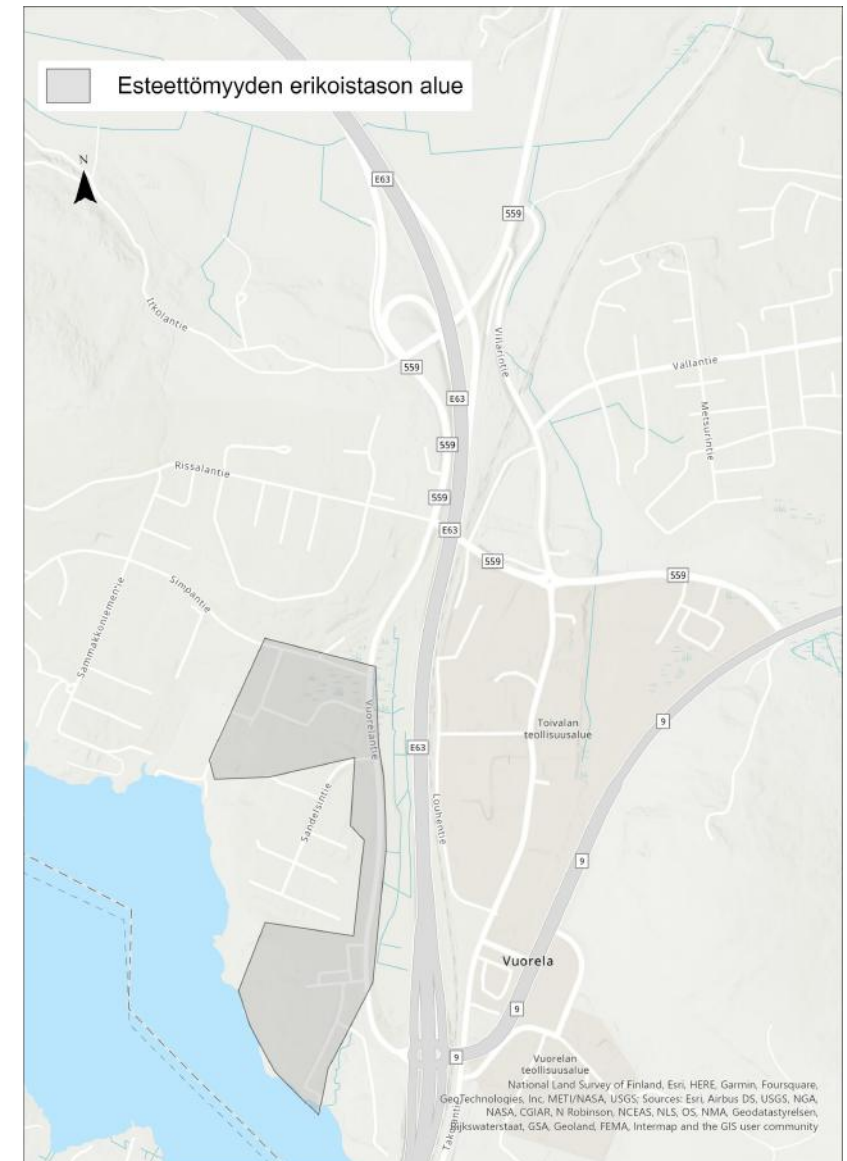 Esteettömyyden erikoistason alue
N
E63
559
Itkolantie
Viitarintie
559
Vallantie
E63
Metsurintie
559
Rissalantie
559
E63
559
559
Simpantie
Sammakkoniementie
Vuorelantie
9
Toivalan
teollisuusalue
E63
Sandelsintie
Louhentie
9
Vuorela
9
9
Vuorelan
teollisuusalue
National Land Survey of Finland, Esri, HERE, Garmin, Foursquare,
GeoTechnologies, Inc, METI/NASA, USGS; Sources: Esri, Airbus DS, USGS, NGA,
NASA, CGIAR, N Robinson, NCEAS, NLS, OS, NMA, Geodatastyrelsen,
Rijkswaterstaat, GSA, Geoland, FEMA, Intermap and the GIS user community